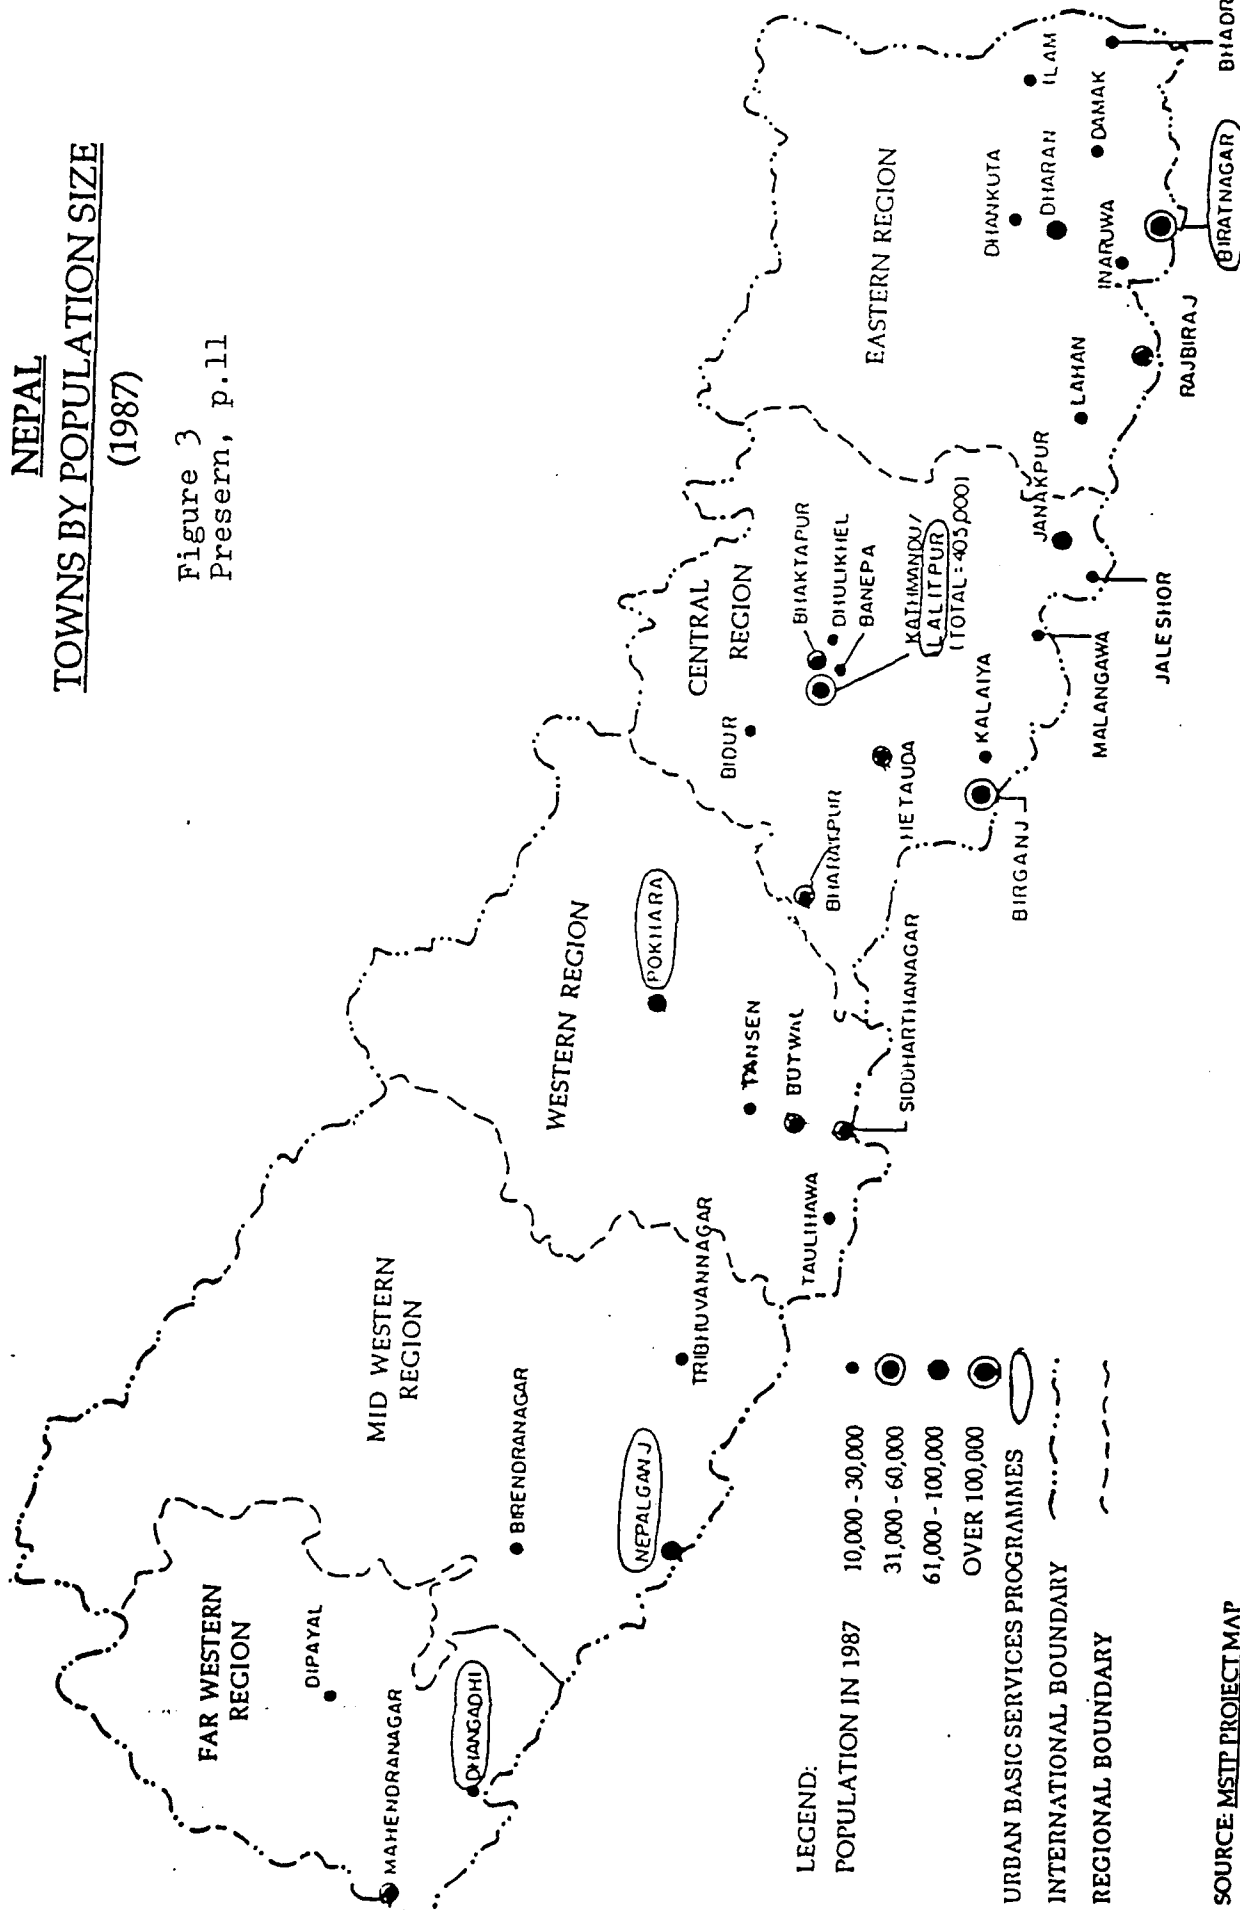 NEPAL
TOWNS BY POPULATION SIZE
(1987)
Figure 3
Presern, p.11
FAR WESTERN
REGION
DIPAYAL
MAHENDRANAGAR
DHANGADHI
MID WESTERN
REGION
BIRENDRANAGAR
NEPALGANJ
TRIBHUVANNAGAR
WESTERN REGION
POKHARA
TANSEN
BUTWAL
TAULIHAWA
SIDDHARTHANAGAR
CENTRAL
REGION
BIDUR
BHARATPUR
HETAUDA
BHAKTAPUR
DHULIKHEL
BANEPA
KATHMANDU/
LALITPUR
(TOTAL = 405,000)
KALAIYA
BIRGANJ
MALANGAWA
JALESHOR
JANAKPUR
EASTERN REGION
LAHAN
RAJBIRAJ
DHANKUTA
DHARAN
INARUWA
BIRATNAGAR
DAMAK
ILAM
BHADR
LEGEND:
POPULATION IN 1987
10,000 - 30,000
31,000 - 60,000
61,000 - 100,000
OVER 100,000
URBAN BASIC SERVICES PROGRAMMES
INTERNATIONAL BOUNDARY
REGIONAL BOUNDARY
SOURCE: MSTP PROJECT MAP